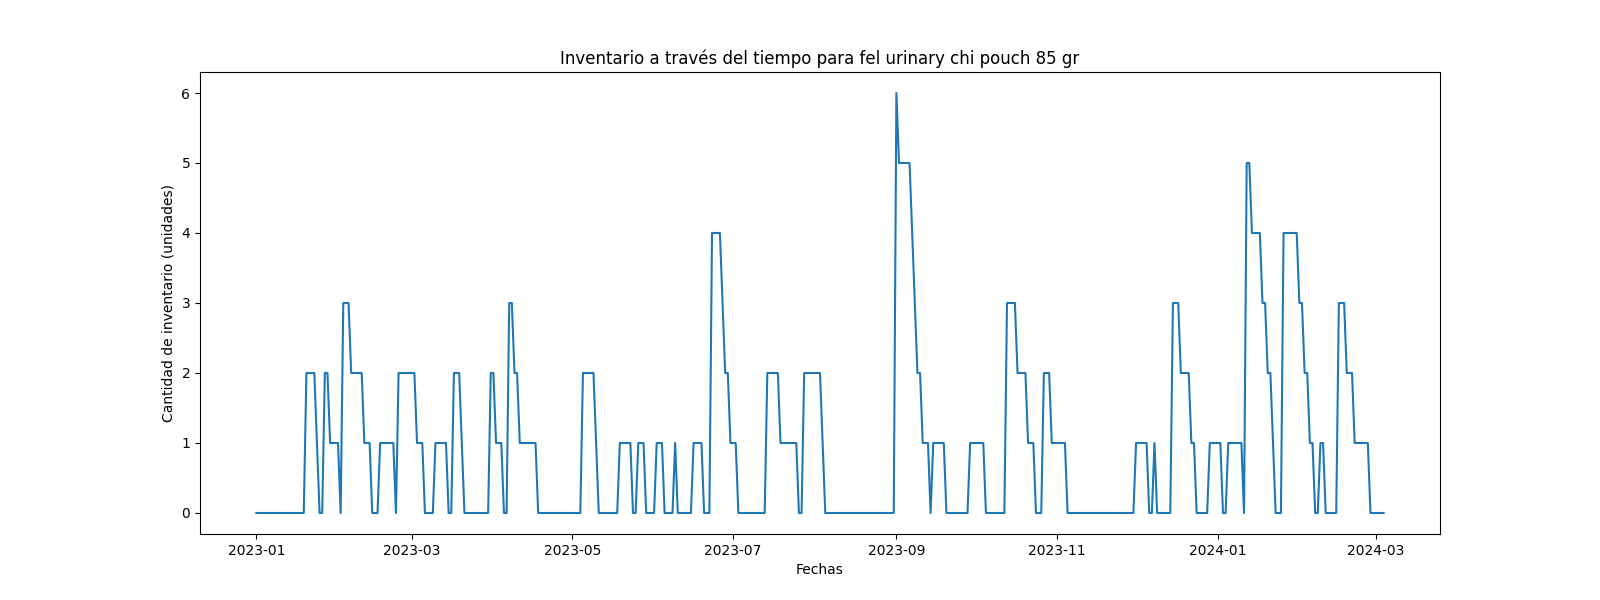 Inventario a través del tiempo para fel urinary chi pouch 85 gr
Cantidad de inventario (unidades)
6
5
4
3
2
1
0
2023-01 2023-03 2023-05 2023-07 2023-09 2023-11 2024-01 2024-03
Fechas